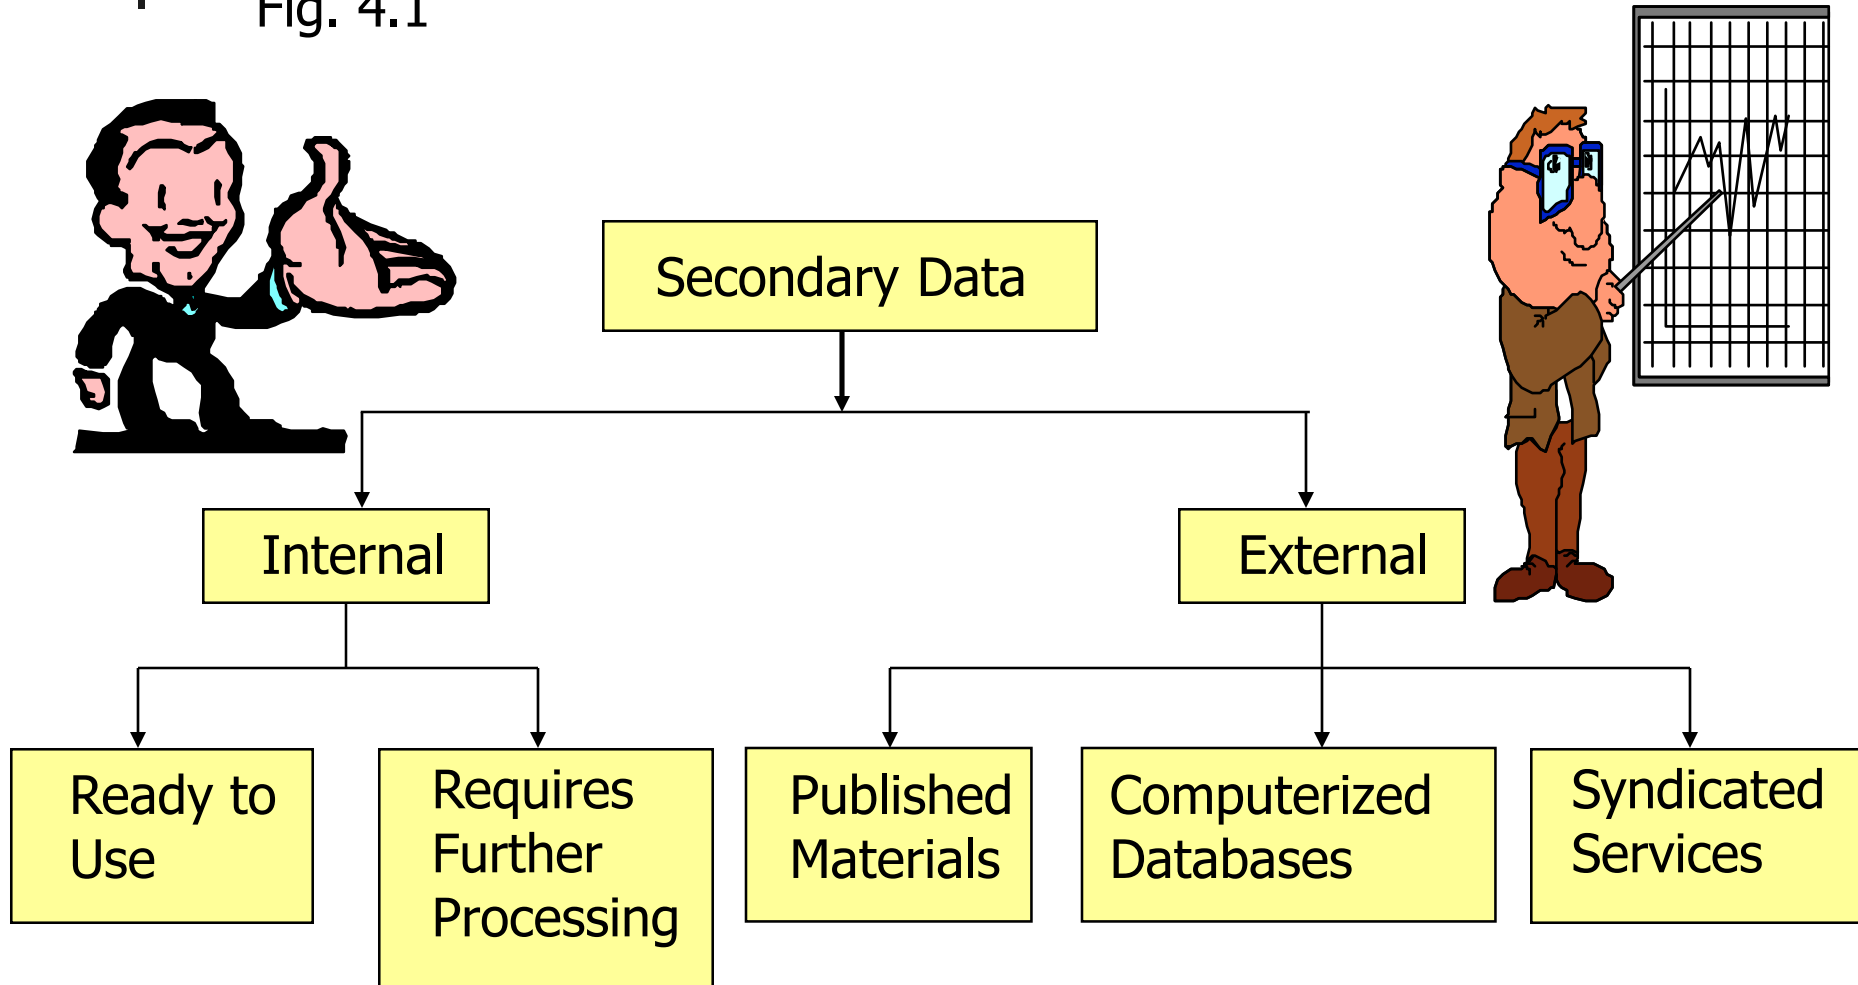 Fig. 4.1
Secondary Data
Internal
External
Ready to
Use
Requires
Further
Processing
Published
Materials
Computerized
Databases
Syndicated
Services